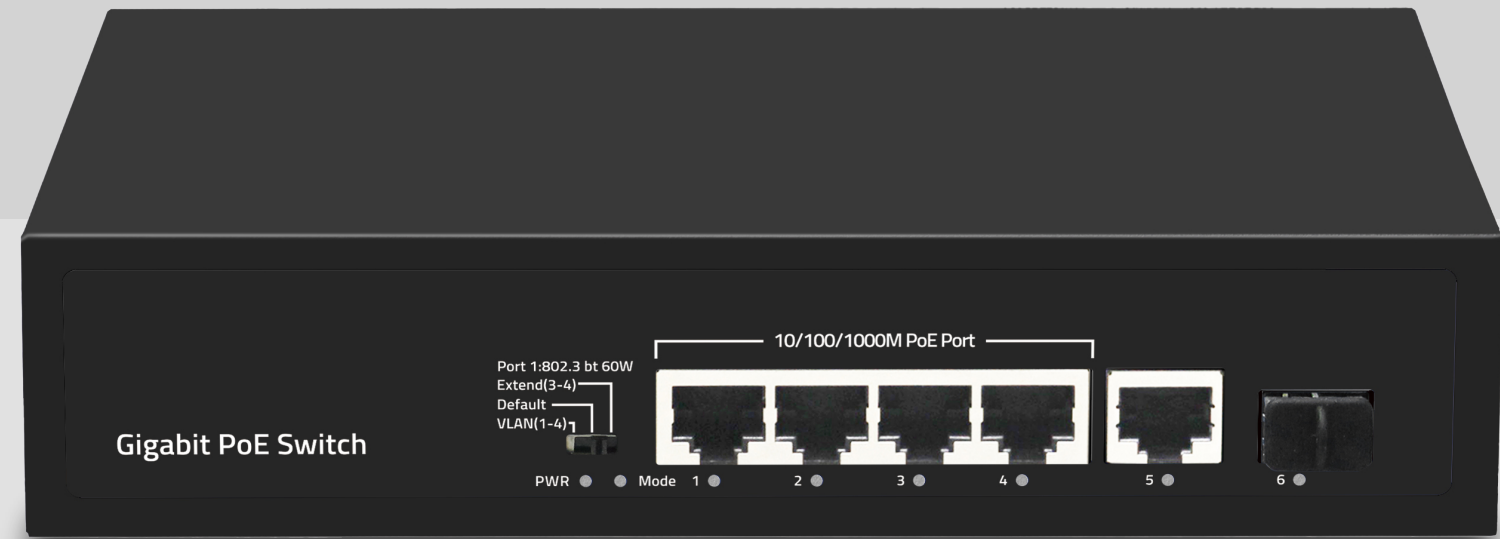 10/100/1000M PoE Port
Port 1:802.3 bt 60W
Extend(3-4)
Default
VLAN(1-4)
Gigabit PoE Switch
PWR Mode 1 2 3 4 5 6